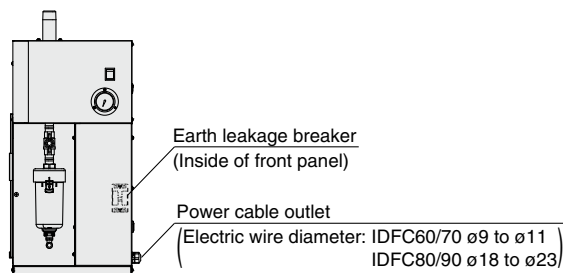 Earth leakage breaker
(Inside of front panel)
Power cable outlet
(Electric wire diameter: IDFC60/70 ø9 to ø11
IDFC80/90 ø18 to ø23)